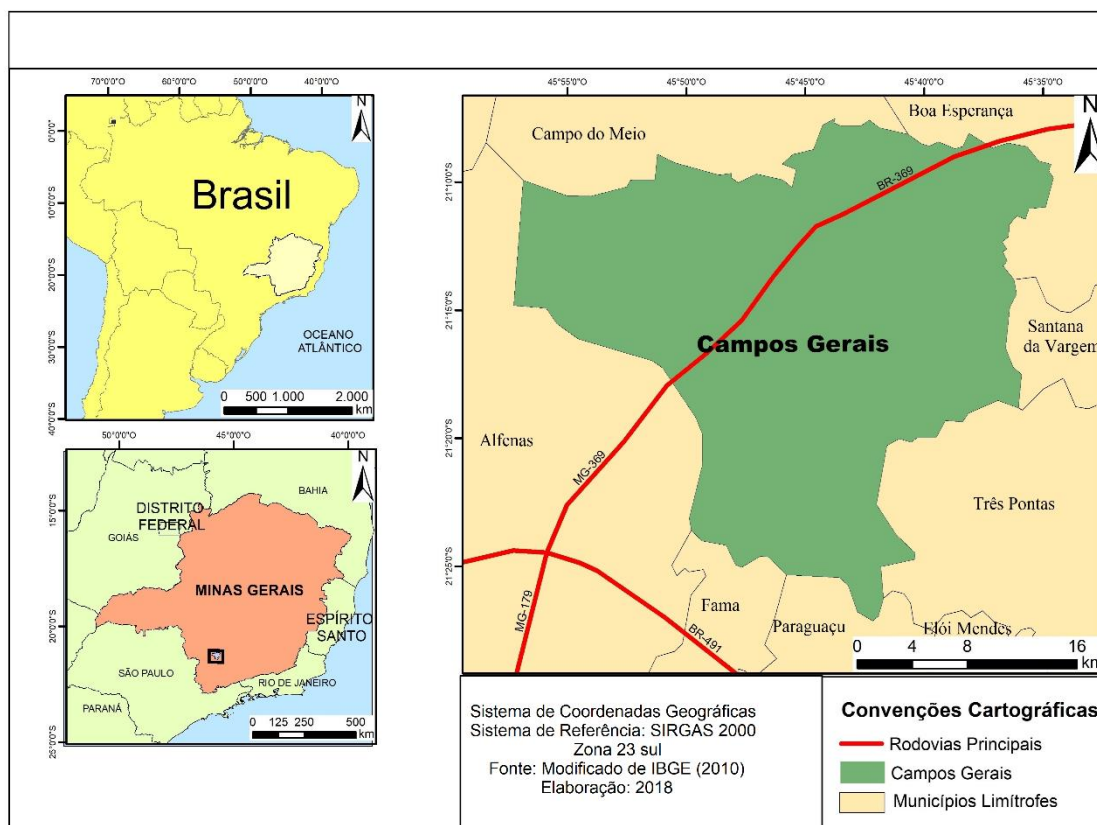 70°0'0"O 60°0'0"O 50°0'0"O 40°0'0"O
0°0'0"
10°0'0"S
20°0'0"S
30°0'0"S
40°0'0"S
N
Brasil
OCEANO
ATLÂNTICO
0 500 1.000 2.000
km
50°0'0"O 45°0'0"O 40°0'0"O
15°0'0"S
20°0'0"S
25°0'0"S
N
BAHIA
DISTRITO
FEDERAL
GOIÁS
MINAS GERAIS
ESPÍRITO
SANTO
SÃO PAULO
RIO DE JANEIRO
PARANÁ
0 125 250 500
km
45°55'0"O 45°50'0"O 45°45'0"O 45°40'0"O 45°35'0"O
21°10'0"S
21°15'0"S
21°20'0"S
21°25'0"S
N
Boa Esperança
Campo do Meio
BR-369
Santana
da Vargem
Campos Gerais
Alfenas
MG-369
Três Pontas
MG-179
BR-491
Fama
Paraguaçu
Elói Mendes
0 4 8 16
km
Sistema de Coordenadas Geográficas
Sistema de Referência: SIRGAS 2000
Zona 23 sul
Fonte: Modificado de IBGE (2010)
Elaboração: 2018
Convenções Cartográficas
Rodovias Principais
Campos Gerais
Municípios Limítrofes